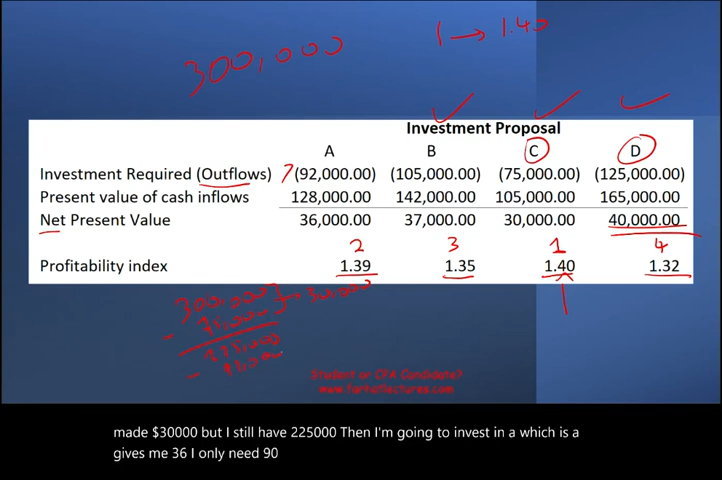 300,000 1 → 1.40
Investment Proposal
A B C D
Investment Required (Outflows) (92,000.00) (105,000.00) (75,000.00) (125,000.00)
Present value of cash inflows 128,000.00 142,000.00 105,000.00 165,000.00
Net Present Value 36,000.00 37,000.00 30,000.00 40,000.00
2 3 1 4
Profitability index 1.39 1.35 1.40 1.32
300,000
- 75,000
225,000
Student or CPA Candidate?
www.farhatlectures.com
made $30000 but I still have 225000 Then I'm going to invest in a which is a
gives me 36 I only need 90